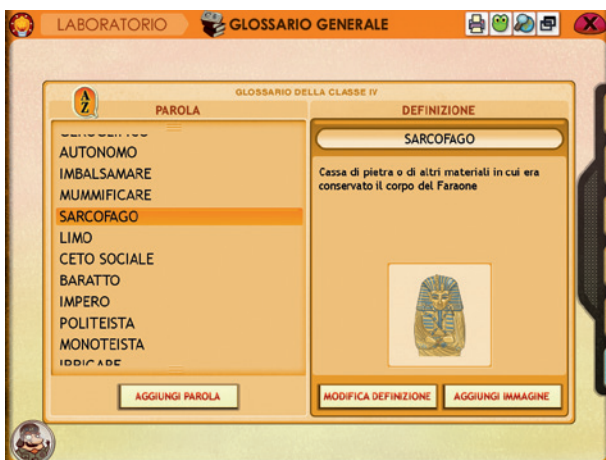 LABORATORIO GLOSSARIO GENERALE
GLOSSARIO DELLA CLASSE IV
A
Z
PAROLA
AUTONOMO
IMBALSAMARE
MUMMIFICARE
SARCOFAGO
LIMO
CETO SOCIALE
BARATTO
IMPERO
POLITEISTA
MONOTEISTA
AGGIUNGI PAROLA
DEFINIZIONE
SARCOFAGO
Cassa di pietra o di altri materiali in cui era
conservato il corpo del Faraone
MODIFICA DEFINIZIONE AGGIUNGI IMMAGINE